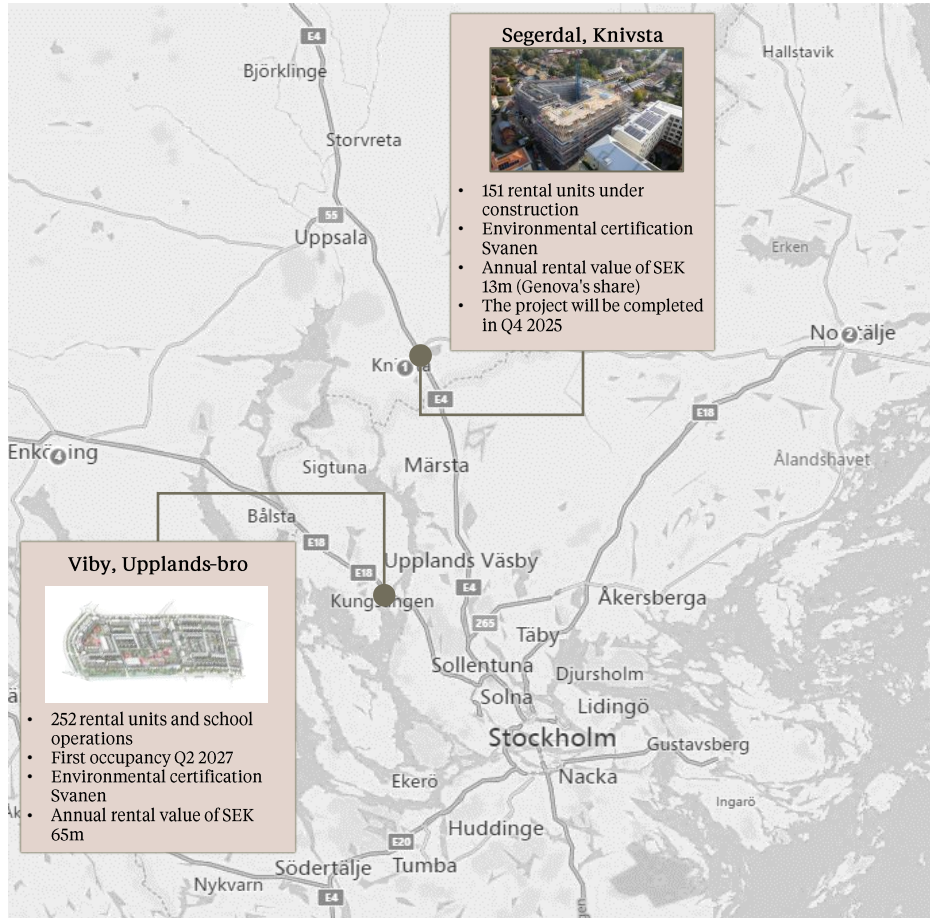 E4
Björklinge
Hallstavik
Segerdal, Knivsta
• 151 rental units under
construction
• Environmental certification
Svanen
• Annual rental value of SEK
13m (Genova's share)
• The project will be completed
in Q4 2025
Storvreta
55
Uppsala
Erken
2
1
E4
E18
4
Sigtuna
Märsta
Ålandshavet
Bålsta
E18
Upplands Väsby
E18
E4
Åkersberga
265
Täby
Sollentuna
Djursholm
Solna
Lidingö
Stockholm
Gustavsberg
Nacka
Ekerö
Ingarö
Huddinge
E20
Södertälje
Tumba
Nykvarn
E4
Viby, Upplands-bro
• 252 rental units and school
operations
• First occupancy Q2 2027
• Environmental certification
Svanen
• Annual rental value of SEK
65m